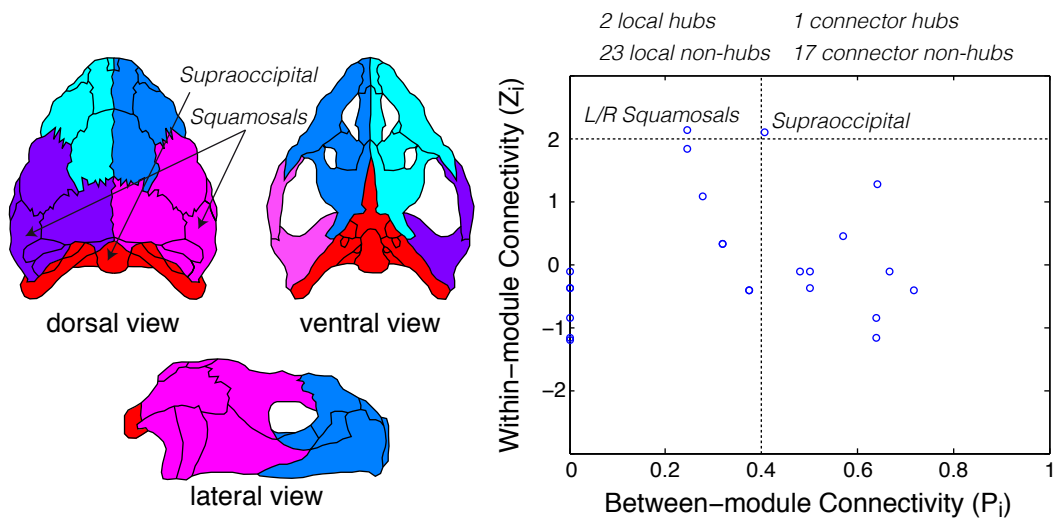 Supraoccipital
Squamosals
dorsal view
ventral view
lateral view
2 local hubs
1 connector hubs
23 local non-hubs
17 connector non-hubs
L/R Squamosals
Supraoccipital
Within−module Connectivity (Zi)
2
1
0
−1
−2
0
0.2
0.4
0.6
0.8
1
Between−module Connectivity (Pi)